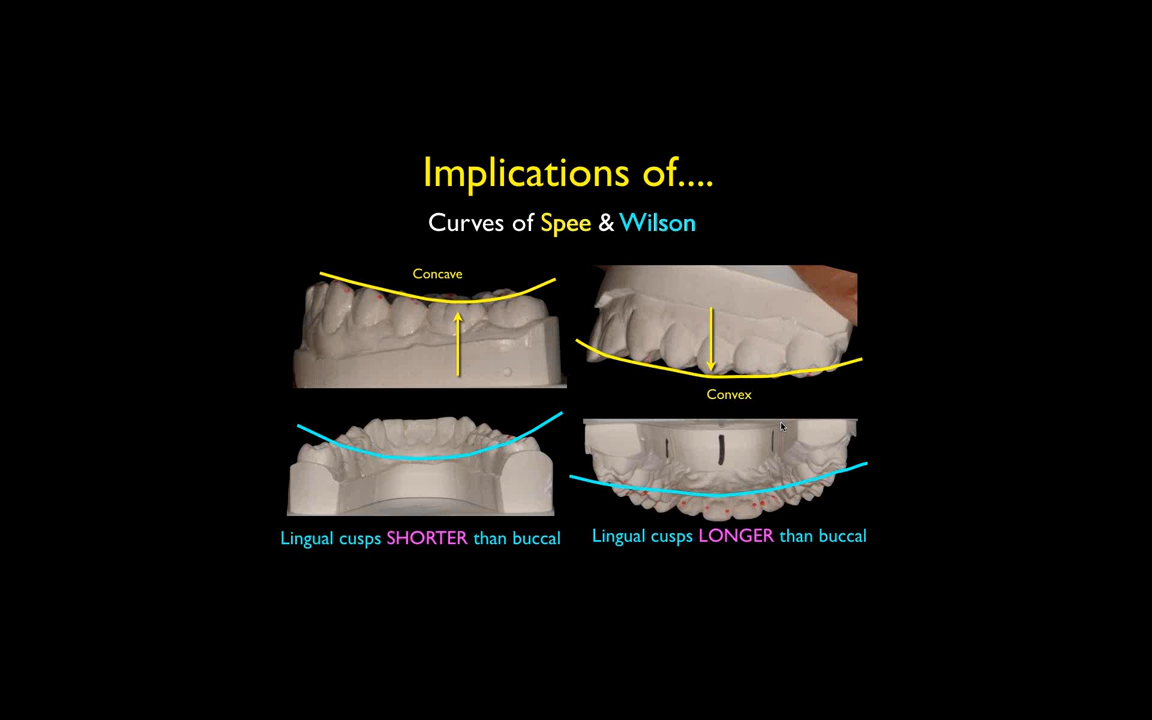 Implications of....
Curves of Spee & Wilson
Concave
Convex
Lingual cusps SHORTER than buccal
Lingual cusps LONGER than buccal